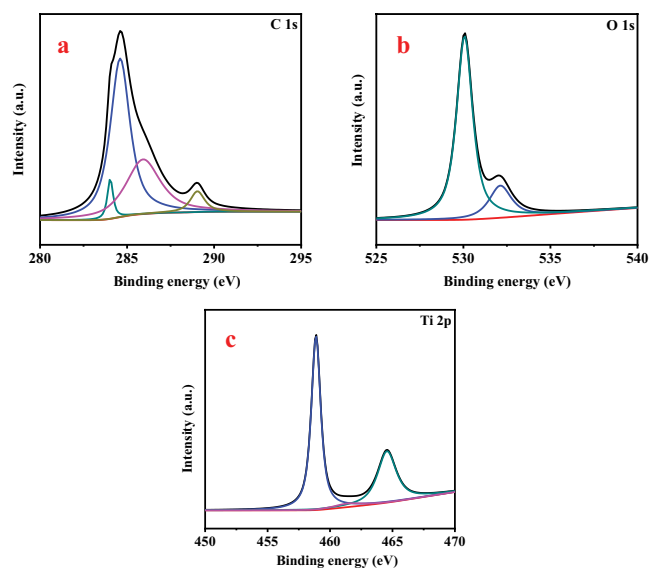 C 1s
a
Intensity (a.u.)
280 285 290 295
Binding energy (eV)
O 1s
b
Intensity (a.u.)
525 530 535 540
Binding energy (eV)
Ti 2p
c
Intensity (a.u.)
450 455 460 465 470
Binding energy (eV)